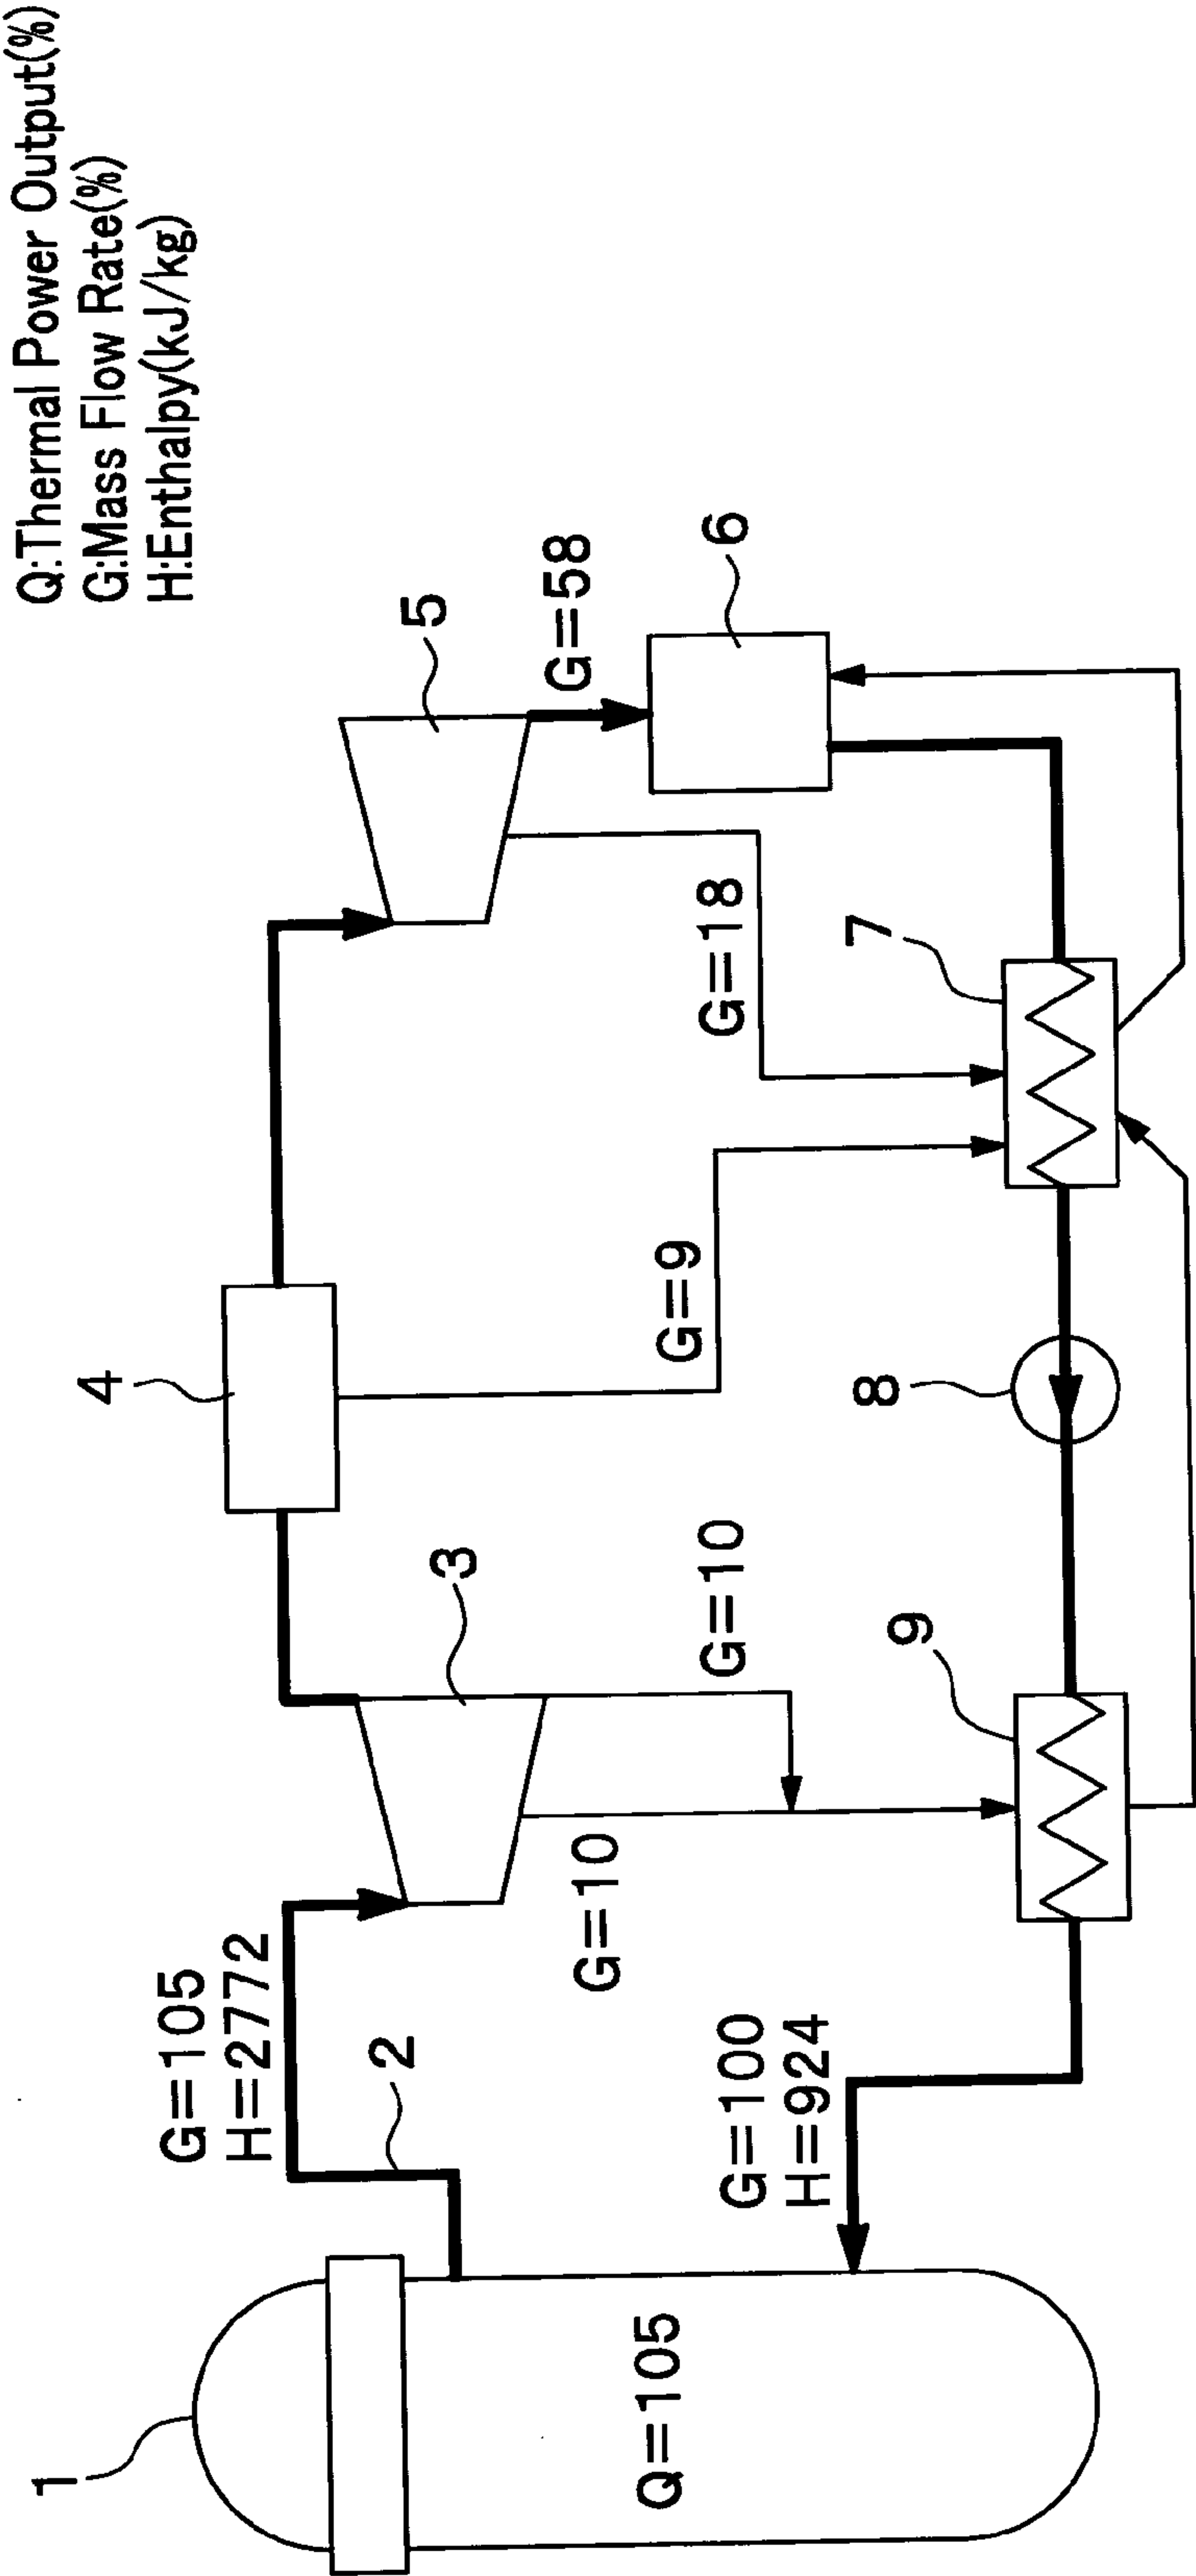 Q:Thermal Power Output(%)
G:Mass Flow Rate(%)
H:Enthalpy(kJ/kg)
1
Q=105
2
G=105
H=2772
G=100
H=924
3
G=10
G=10
9
4
G=9
8
5
G=18
7
G=58
6